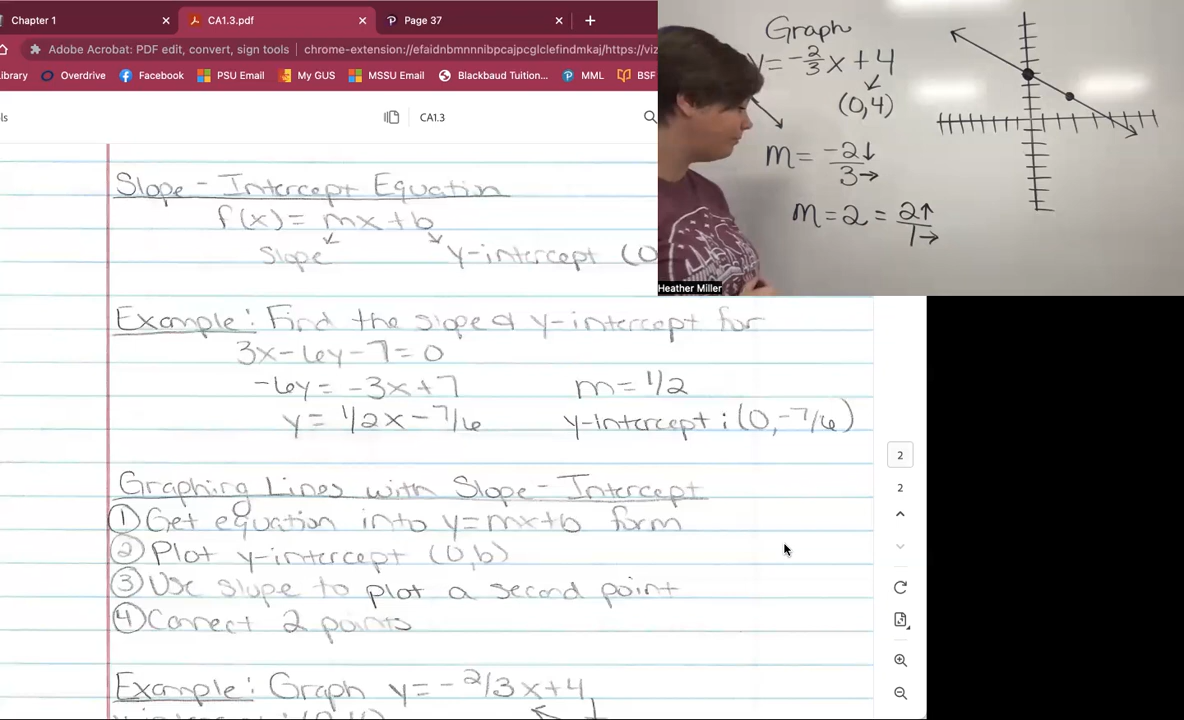 Chapter 1
CA1.3.pdf
Page 37
Adobe Acrobat: PDF edit, convert, sign tools
chrome-extension://efaidnbmnnnibpcajpcglclefindmkaj/https://viz
Overdrive
Facebook
PSU Email
My GUS
MSSU Email
Blackbaud Tuition...
MML
BSF
CA1.3
Slope - Intercept Equation
f(x) = mx + b
↙ ↘
Slope y-intercept (0
Example: Find the slope & y-intercept for
3x - 6y - 7 = 0
-6y = -3x + 7 m = 1/2
y = 1/2x - 7/6 y-intercept : (0, -7/6)
Graphing Lines with Slope - Intercept
① Get equation into y=mx+b form
② Plot y-intercept (0,b)
③ Use slope to plot a second point
④ Connect 2 points
Example: Graph y = -2/3x+4
Graph
y = -2/3x + 4
(0,4)
m = -2↓/3→
m = 2 = 2↑/1→
Heather Miller
2
2